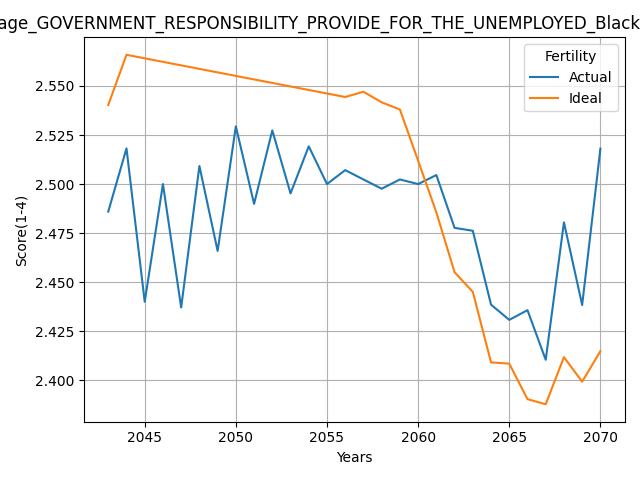 age_GOVERNMENT_RESPONSIBILITY_PROVIDE_FOR_THE_UNEMPLOYED_Black
Fertility
Actual
Ideal
Score(1-4)
2.550
2.525
2.500
2.475
2.450
2.425
2.400
2045 2050 2055 2060 2065 2070
Years